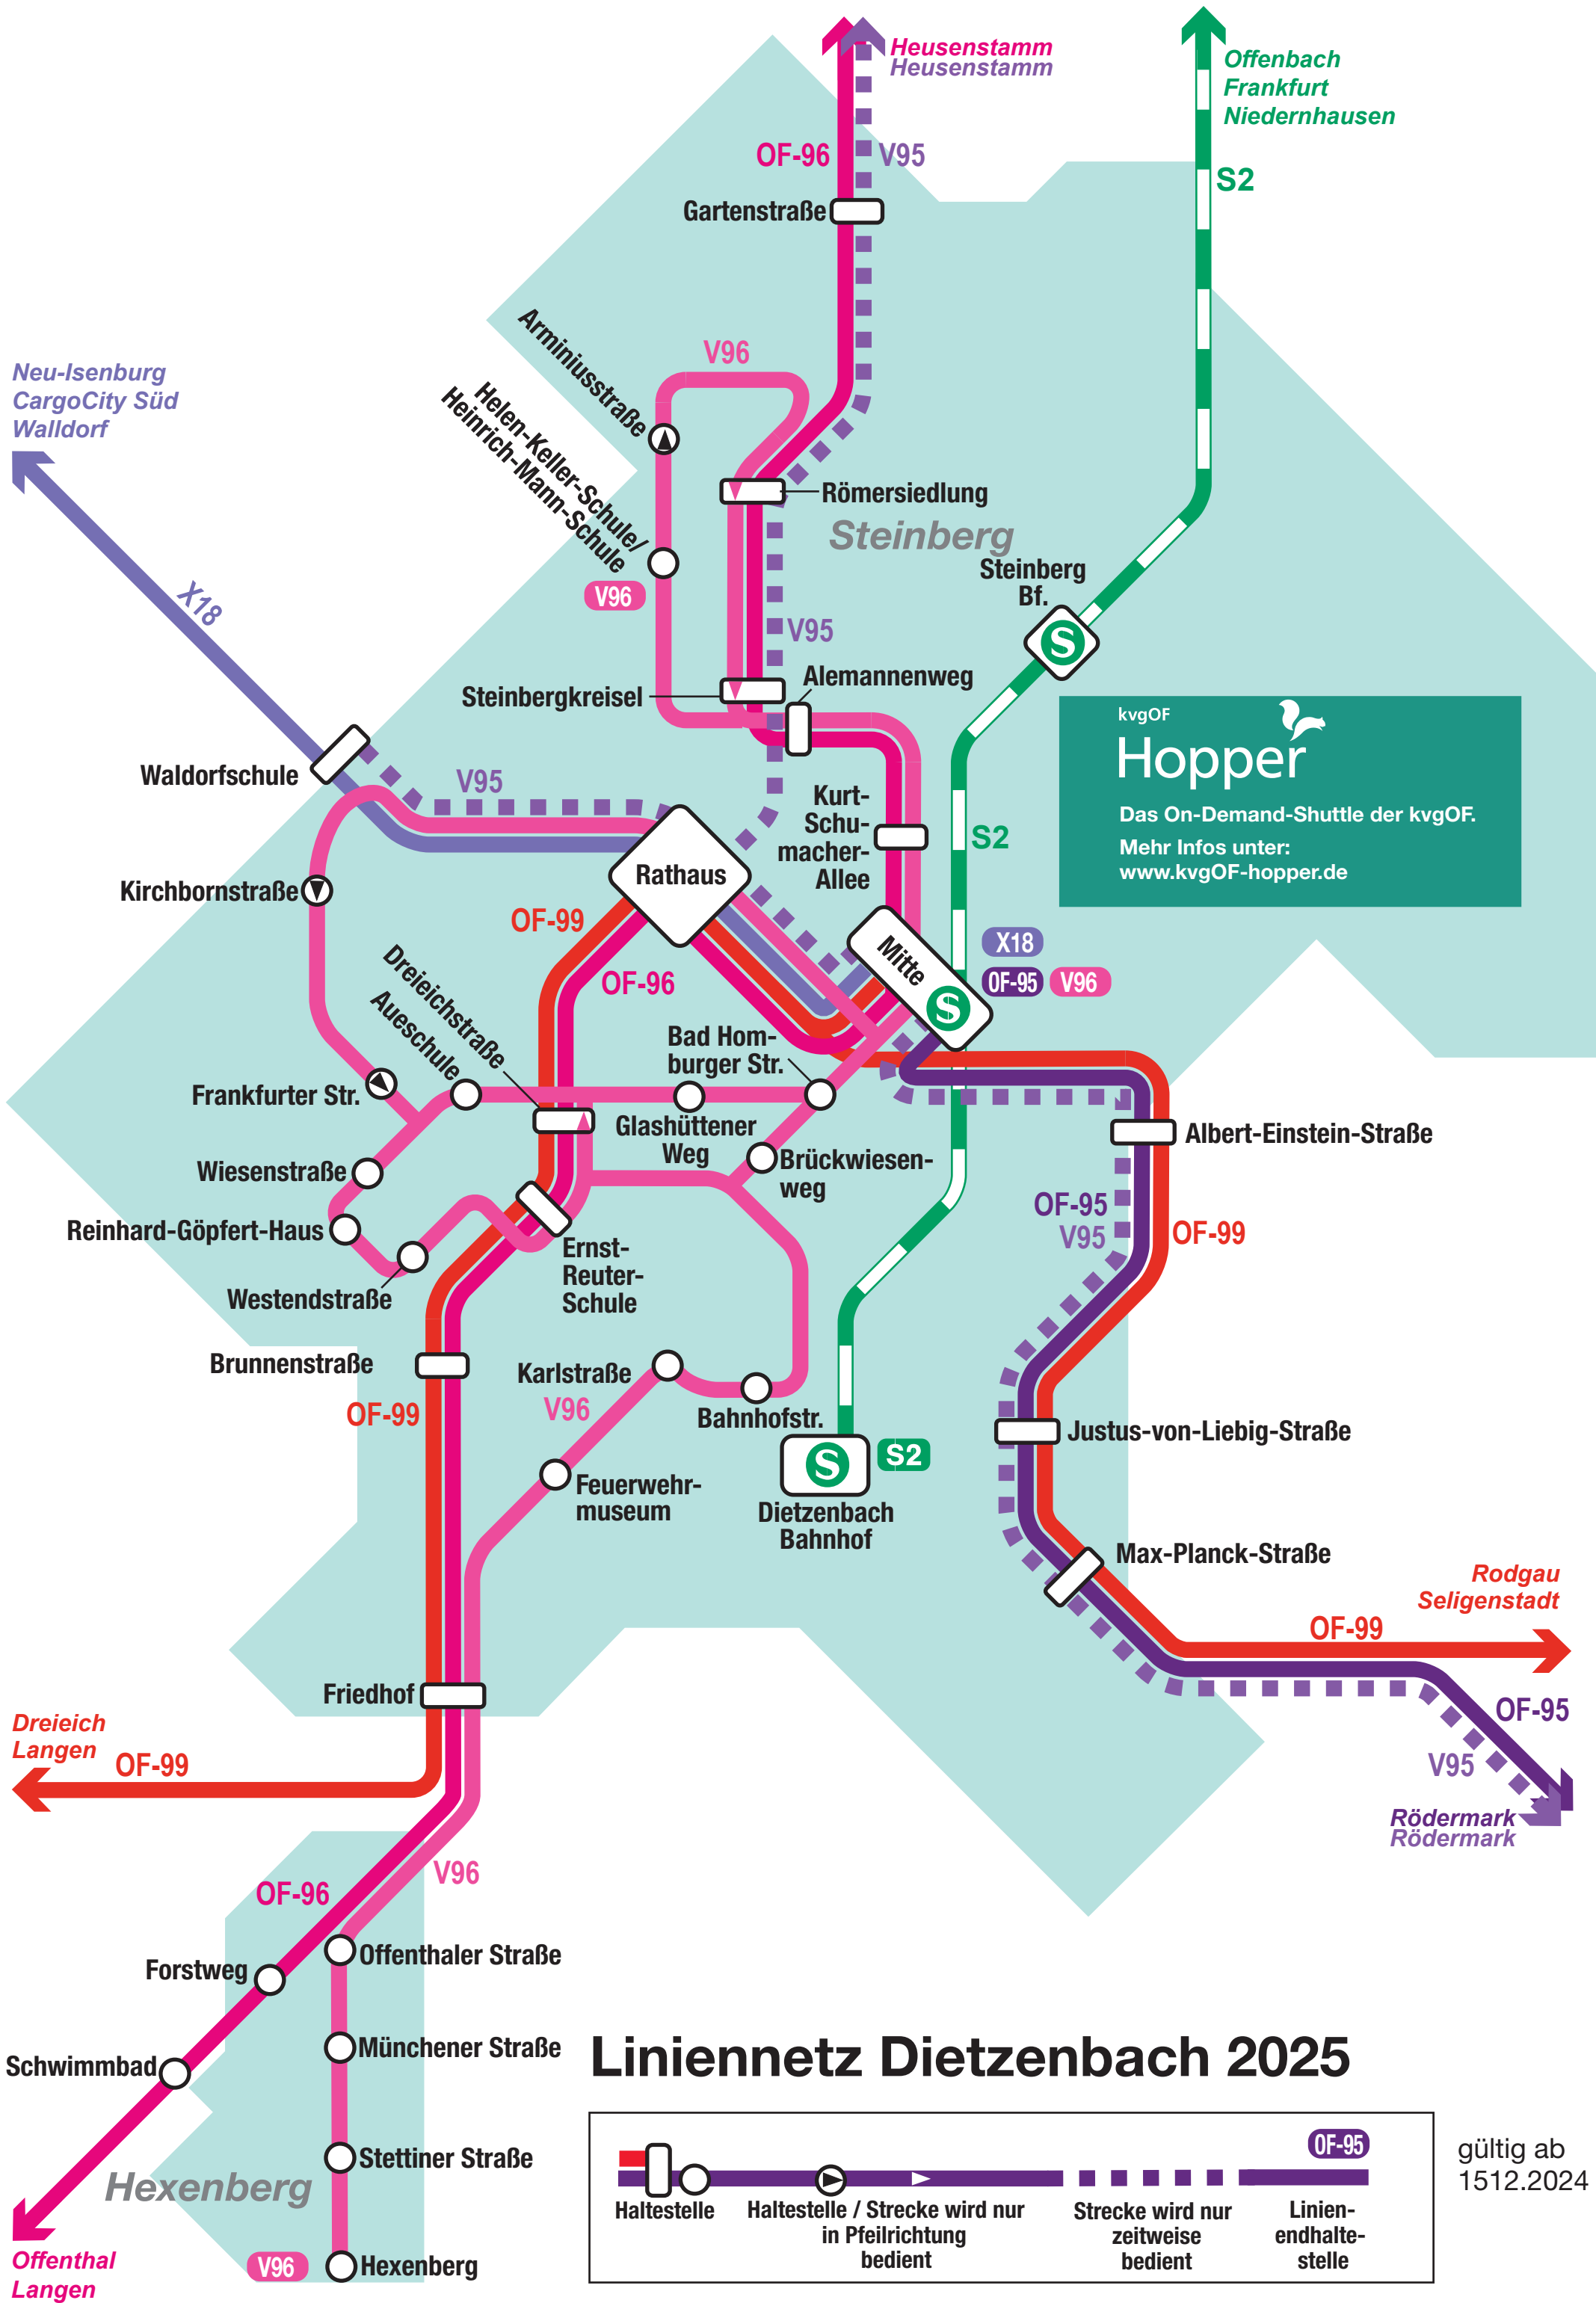 Heusenstamm
Heusenstamm
Offenbach
Frankfurt
Niedernhausen
OF-96
V95
S2
Gartenstraße
Arminiusstraße
V96
Neu-Isenburg
CargoCity Süd
Walldorf
Helen-Keller-Schule/
Heinrich-Mann-Schule
Römersiedlung
Steinberg
Steinberg
Bf.
S
V96
X18
V95
Steinbergkreisel
Alemannenweg
kvgOF
Hopper
Das On-Demand-Shuttle der kvgOF.
Mehr Infos unter:
www.kvgOF-hopper.de
Waldorfschule
V95
Kurt-
Schu-
macher-
Allee
S2
Rathaus
Kirchbornstraße
OF-99
Mitte
S
X18
OF-95
V96
OF-96
Dreieichstraße
Aueschule
Bad Hom-
burger Str.
Frankfurter Str.
Glashüttener
Weg
Albert-Einstein-Straße
Wiesenstraße
Brückwiesen-
weg
OF-95
V95
OF-99
Reinhard-Göpfert-Haus
Ernst-
Reuter-
Schule
Westendstraße
Brunnenstraße
Karlstraße
V96
OF-99
Bahnhofstr.
Justus-von-Liebig-Straße
S
S2
Feuerwehr-
museum
Dietzenbach
Bahnhof
Max-Planck-Straße
Rodgau
Seligenstadt
OF-99
Friedhof
Dreieich
Langen
OF-99
OF-95
V95
Rödermark
Rödermark
V96
OF-96
Offenthaler Straße
Forstweg
Münchener Straße
Schwimmbad
Stettiner Straße
Hexenberg
V96
Hexenberg
Offenthal
Langen
Liniennetz Dietzenbach 2025
OF-95
Haltestelle
Haltestelle / Strecke wird nur
in Pfeilrichtung
bedient
Strecke wird nur
zeitweise
bedient
Linien-
endhalte-
stelle
gültig ab
1512.2024